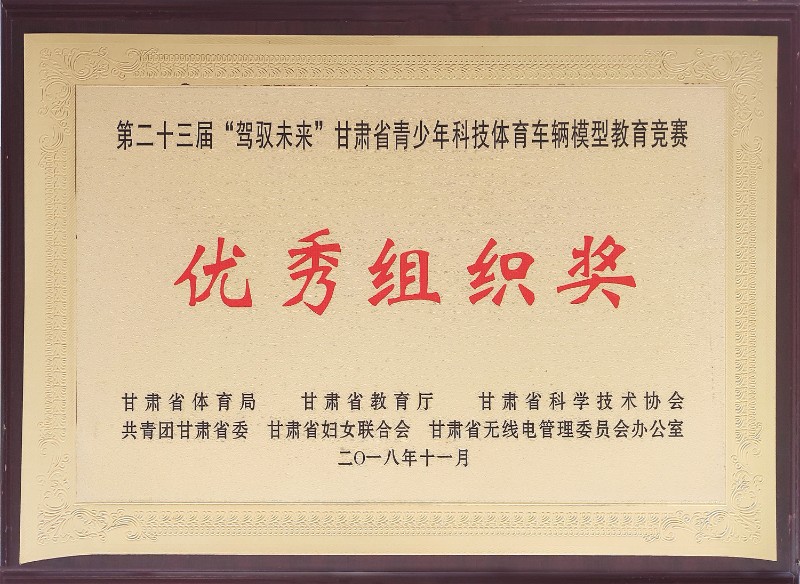 第二十三届“驾驭未来”甘肃省青少年科技体育车辆模型教育竞赛
优秀组织奖
甘肃省体育局 甘肃省教育厅 甘肃省科学技术协会
共青团甘肃省委 甘肃省妇女联合会 甘肃省无线电管理委员会办公室
二〇一八年十一月